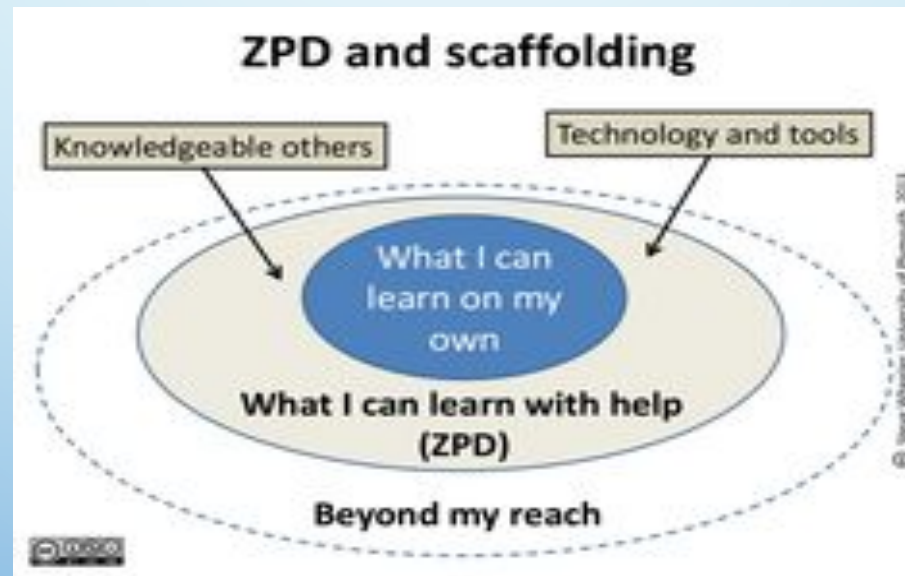 ZPD and scaffolding
Knowledgeable others
Technology and tools
What I can
learn on my
own
What I can learn with help
(ZPD)
Beyond my reach